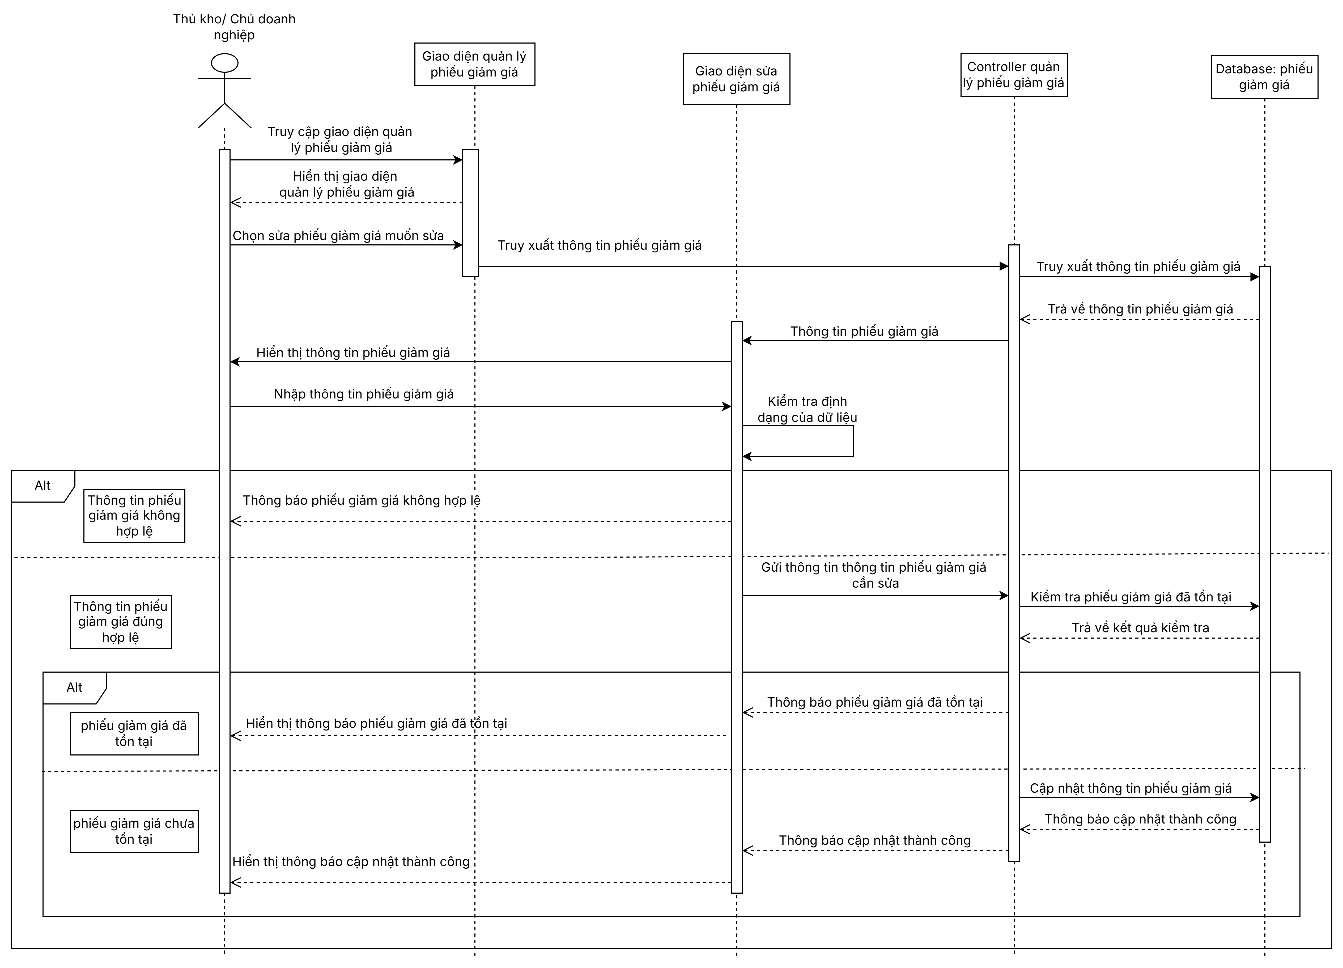 Thủ kho/ Chủ doanh
nghiệp
Giao diện quản lý
phiếu giảm giá
Giao diện sửa
phiếu giảm giá
Controller quản
lý phiếu giảm giá
Database: phiếu
giảm giá
Truy cập giao diện quản
lý phiếu giảm giá
Hiển thị giao diện
quản lý phiếu giảm giá
Chọn sửa phiếu giảm giá muốn sửa
Truy xuất thông tin phiếu giảm giá
Truy xuất thông tin phiếu giảm giá
Trả về thông tin phiếu giảm giá
Thông tin phiếu giảm giá
Hiển thị thông tin phiếu giảm giá
Nhập thông tin phiếu giảm giá
Kiểm tra định
dạng của dữ liệu
Alt
Thông tin phiếu
giảm giá không
hợp lệ
Thông báo phiếu giảm giá không hợp lệ
Gửi thông tin thông tin phiếu giảm giá
cần sửa
Kiểm tra phiếu giảm giá đã tồn tại
Thông tin phiếu
giảm giá đúng
hợp lệ
Trả về kết quả kiểm tra
Alt
Thông báo phiếu giảm giá đã tồn tại
Hiển thị thông báo phiếu giảm giá đã tồn tại
phiếu giảm giá đã
tồn tại
Cập nhật thông tin phiếu giảm giá
phiếu giảm giá chưa
tồn tại
Thông báo cập nhật thành công
Thông báo cập nhật thành công
Hiển thị thông báo cập nhật thành công